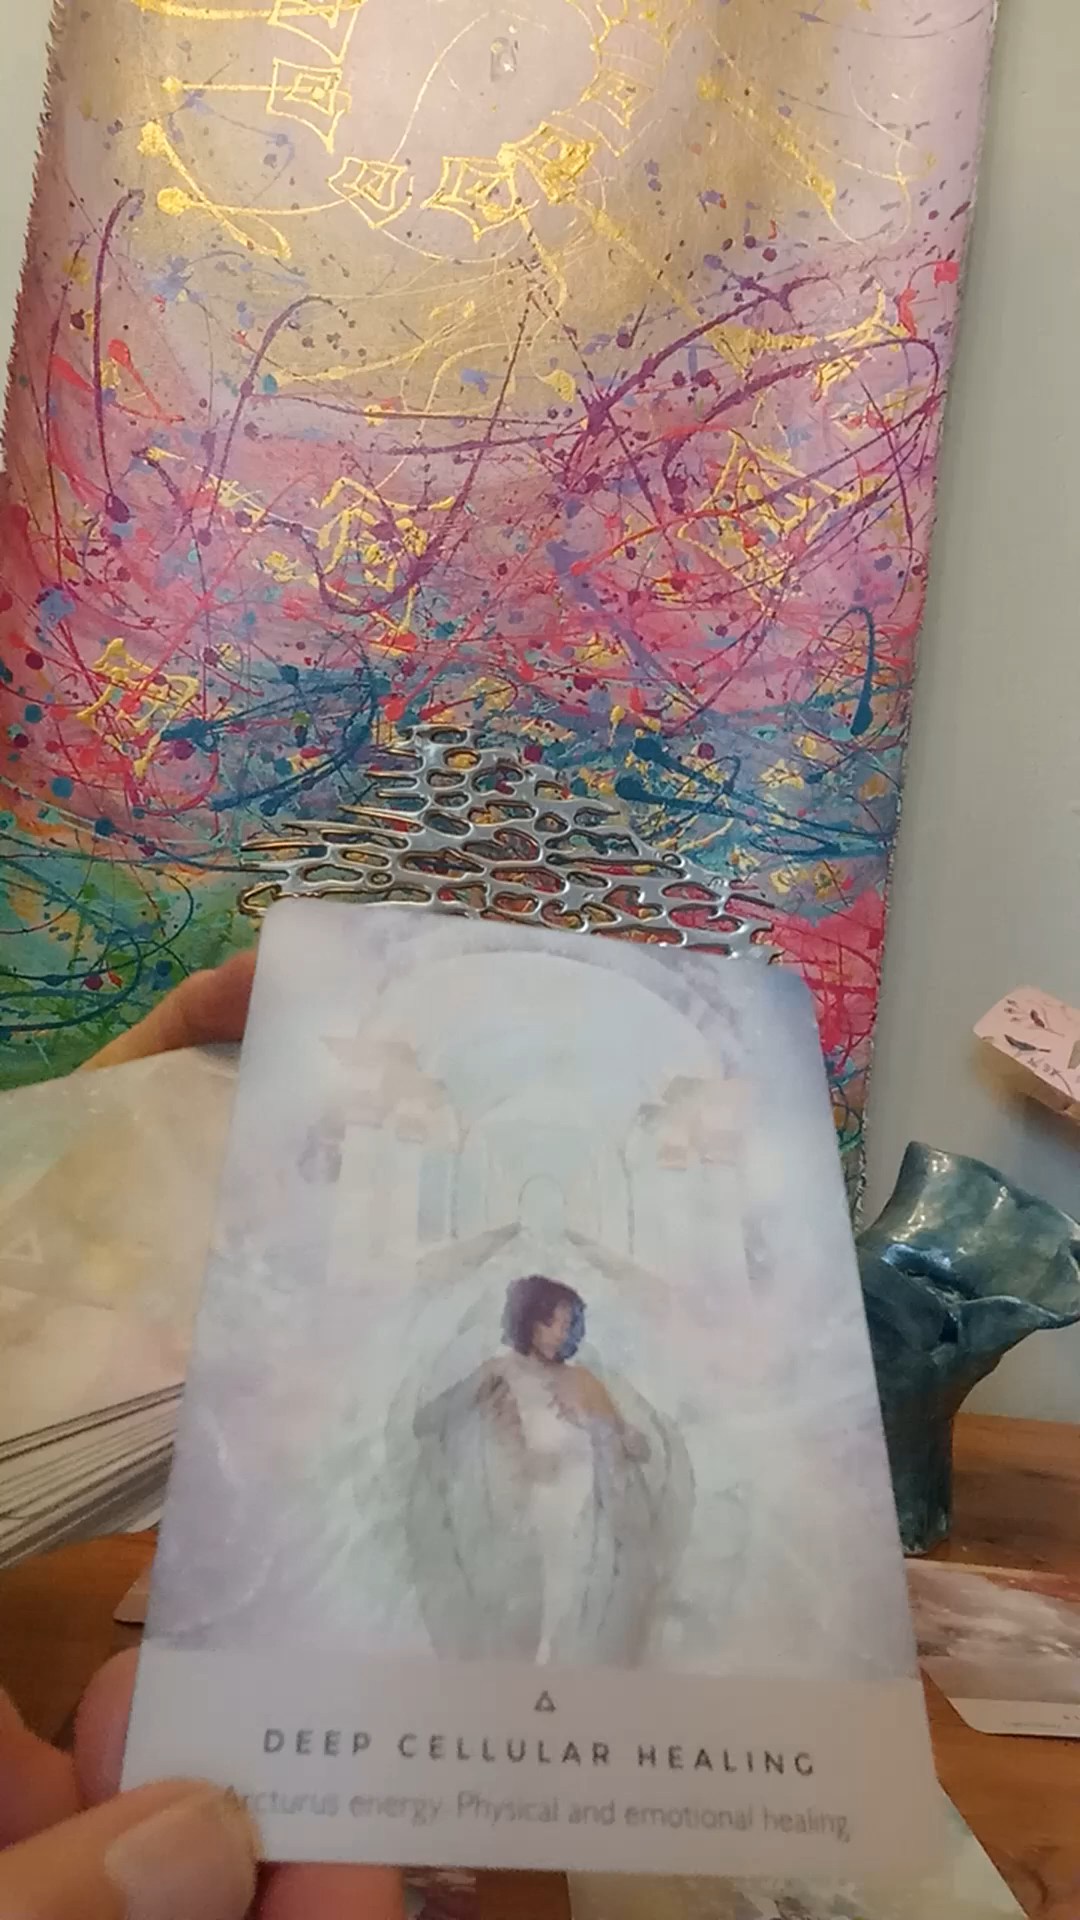 DEEP CELLULAR HEALING
Arcturus energy. Physical and emotional healing.